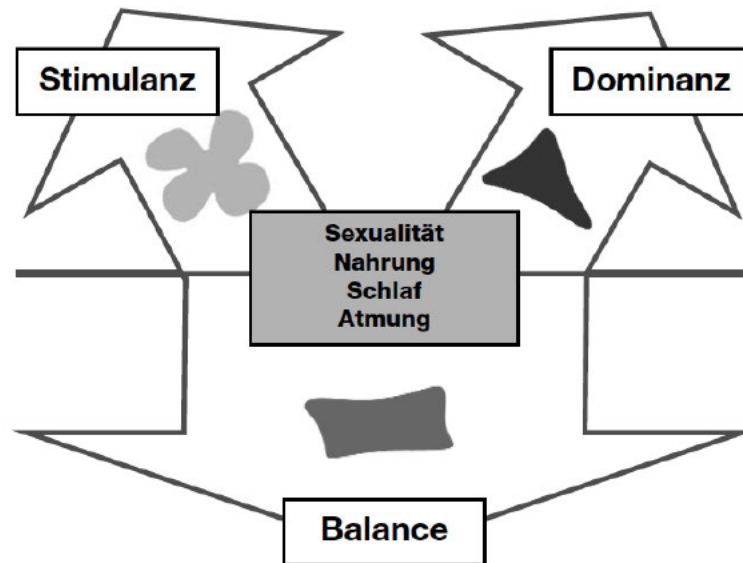 Stimulanz
Dominanz
Sexualität
Nahrung
Schlaf
Atmung
Balance